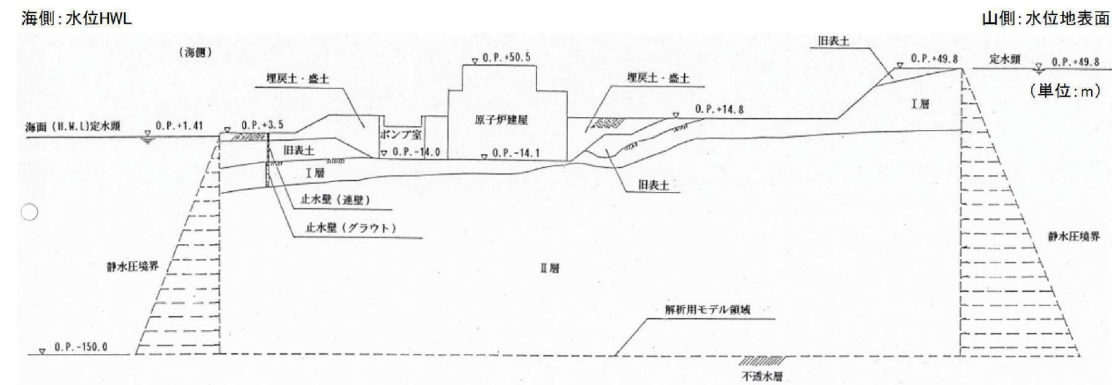 海側:水位HWL
山側:水位地表面
(海側)
旧表土
O.P.+50.5
O.P.+49.8
定水頭
O.P.+49.8
(単位:m)
埋戻土・盛土
埋戻土・盛土
Ⅰ層
O.P.+14.8
海面(H.W.L)定水頭
O.P.+1.41
O.P.+3.5
ポンプ室
原子炉建屋
旧表土
O.P.-14.0
O.P.-14.1
Ⅰ層
旧表土
止水壁(連壁)
止水壁(グラウト)
静水圧境界
静水圧境界
Ⅱ層
解析用モデル領域
O.P.-150.0
不透水層